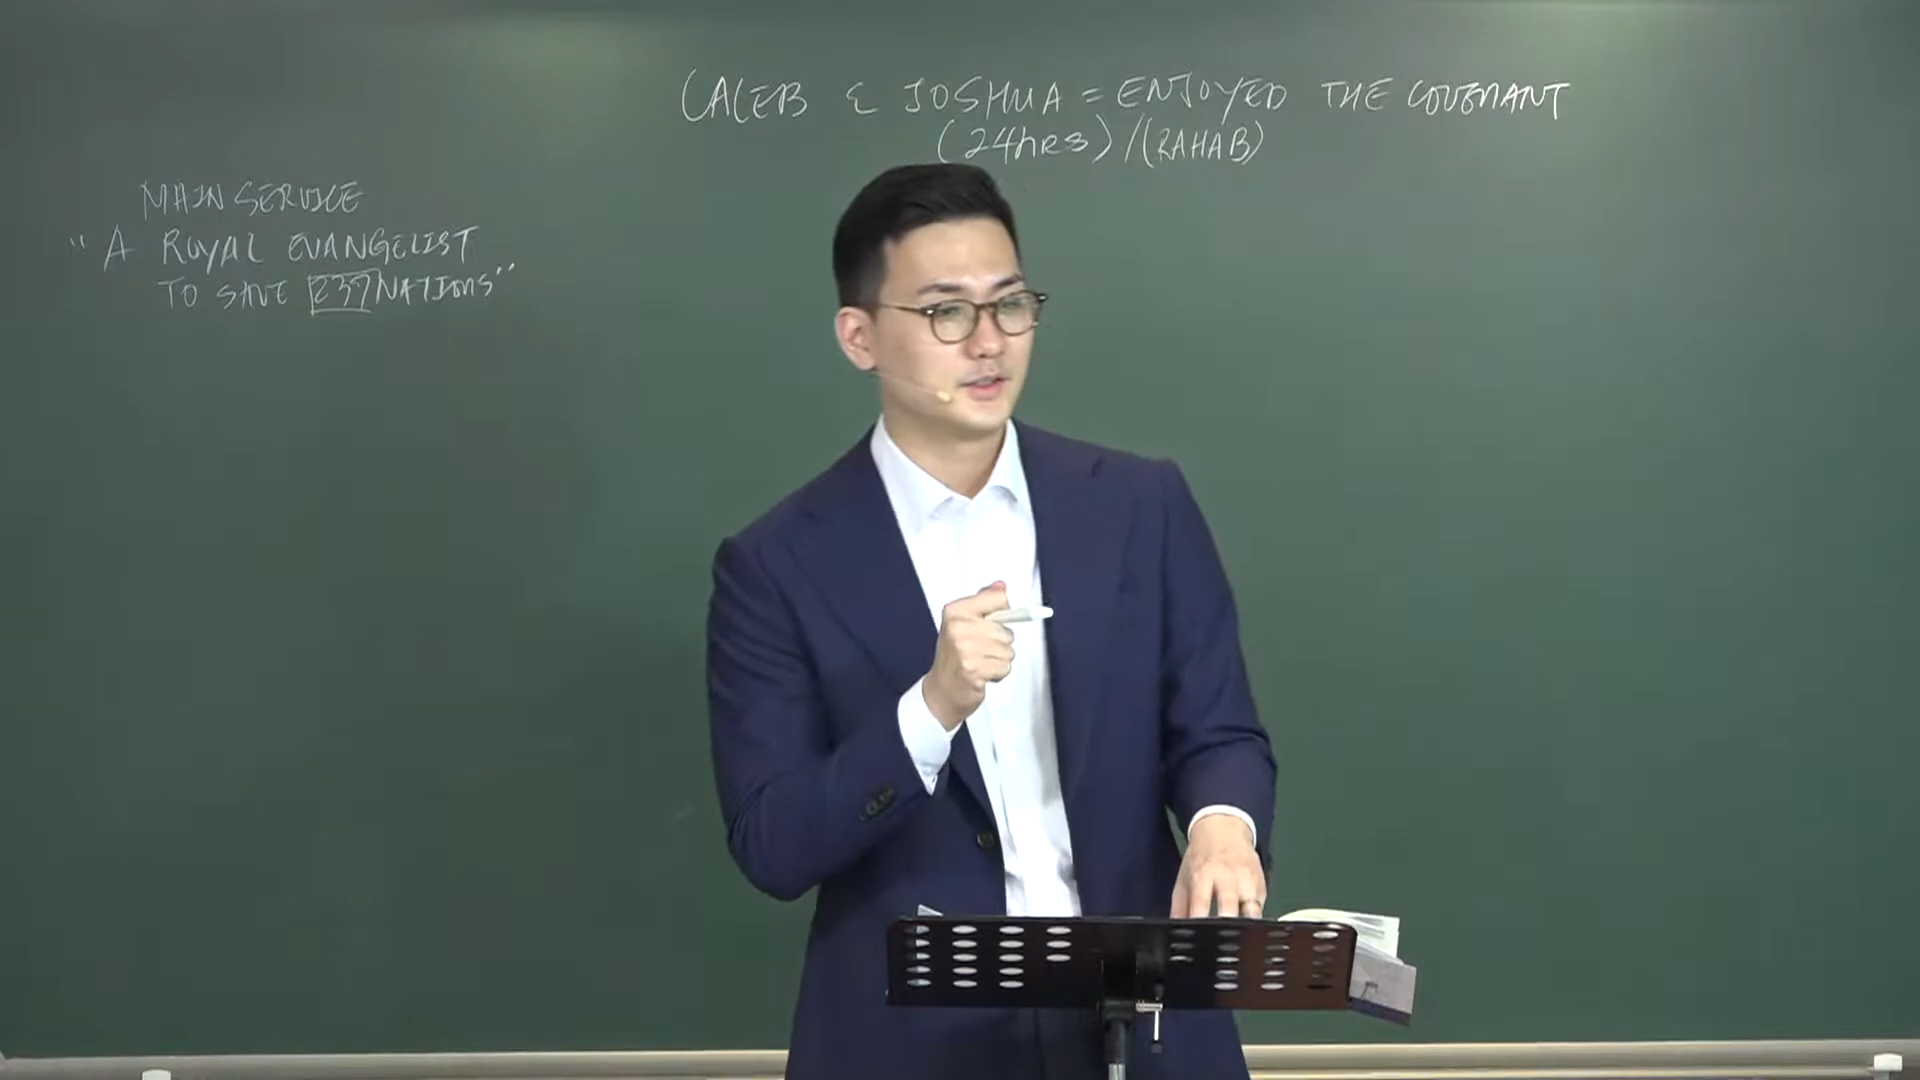 CALEB & JOSHUA = ENJOYED THE COVENANT
(24hrs) / (RAHAB)
MAIN SERVICE
"A ROYAL EVANGELIST
TO SAVE 237 NATIONS"